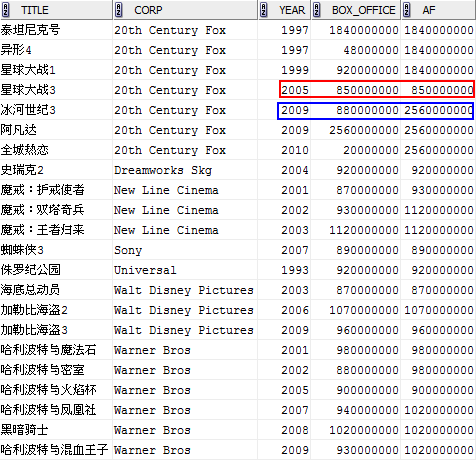 TITLE CORP YEAR BOX_OFFICE AF
泰坦尼克号 20th Century Fox 1997 1840000000 1840000000
异形4 20th Century Fox 1997 48000000 1840000000
星球大战1 20th Century Fox 1999 920000000 1840000000
星球大战3 20th Century Fox 2005 850000000 850000000
冰河世纪3 20th Century Fox 2009 880000000 2560000000
阿凡达 20th Century Fox 2009 2560000000 2560000000
全城热恋 20th Century Fox 2010 20000000 2560000000
史瑞克2 Dreamworks Skg 2004 920000000 920000000
魔戒：护戒使者 New Line Cinema 2001 870000000 930000000
魔戒：双塔奇兵 New Line Cinema 2002 930000000 1120000000
魔戒：王者归来 New Line Cinema 2003 1120000000 1120000000
蜘蛛侠3 Sony 2007 890000000 890000000
侏罗纪公园 Universal 1993 920000000 920000000
海底总动员 Walt Disney Pictures 2003 870000000 870000000
加勒比海盗2 Walt Disney Pictures 2006 1070000000 1070000000
加勒比海盗3 Walt Disney Pictures 2009 960000000 960000000
哈利波特与魔法石 Warner Bros 2001 980000000 980000000
哈利波特与密室 Warner Bros 2002 880000000 980000000
哈利波特与火焰杯 Warner Bros 2005 900000000 900000000
哈利波特与凤凰社 Warner Bros 2007 940000000 1020000000
黑暗骑士 Warner Bros 2008 1020000000 1020000000
哈利波特与混血王子 Warner Bros 2009 930000000 1020000000